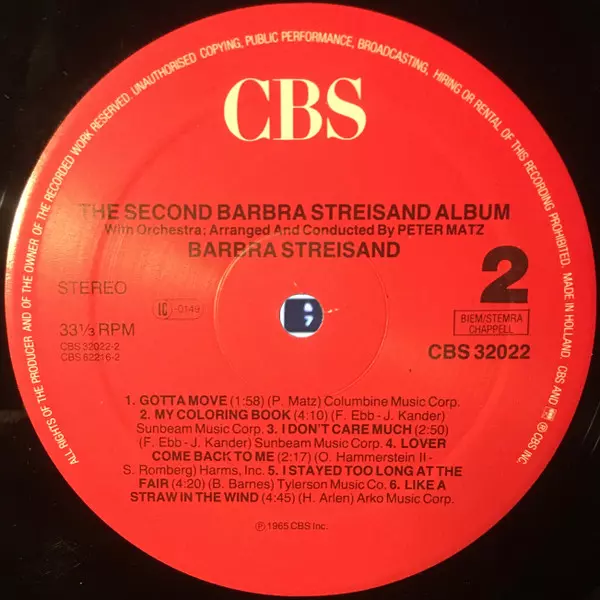 ALL RIGHTS OF THE PRODUCER AND OF THE OWNER OF THE RECORDED WORK RESERVED. UNAUTHORISED COPYING, PUBLIC PERFORMANCE, BROADCASTING, HIRING OR RENTAL OF THIS RECORDING PROHIBITED. MADE IN HOLLAND. CBS AND ℗ CBS INC.
CBS
THE SECOND BARBRA STREISAND ALBUM
With Orchestra: Arranged And Conducted By PETER MATZ
BARBRA STREISAND
STEREO
IC -0149
2
33⅓ RPM
BIEM/STEMRA
CHAPPELL
CBS 32022-2
CBS 62216-2
CBS 32022
1. GOTTA MOVE (1:58) (P. Matz) Columbine Music Corp.
2. MY COLORING BOOK (4:10) (F. Ebb - J. Kander)
Sunbeam Music Corp. 3. I DON'T CARE MUCH (2:50)
(F. Ebb - J. Kander) Sunbeam Music Corp. 4. LOVER
COME BACK TO ME (2:17) (O. Hammerstein II -
S. Romberg) Harms, Inc. 5. I STAYED TOO LONG AT THE
FAIR (4:20) (B. Barnes) Tylerson Music Co. 6. LIKE A
STRAW IN THE WIND (4:45) (H. Arlen) Arko Music Corp.
℗ 1965 CBS Inc.